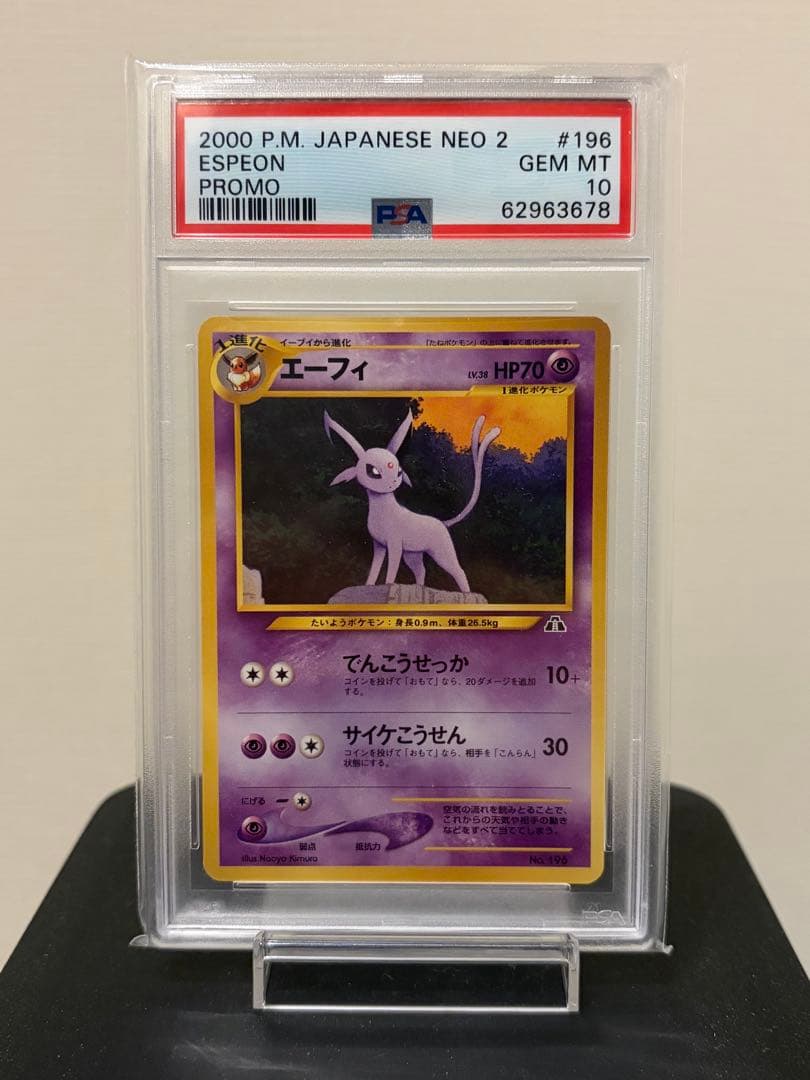 2000 P.M. JAPANESE NEO 2 #196
ESPEON GEM MT
PROMO 10
PSA 62963678
1進化
イーブイから進化 「たねポケモン」の上に重ねて進化させます。
エーフィ LV.38 HP70
1進化ポケモン
たいようポケモン：身長0.9m、体重26.5kg
でんこうせっか 10+
コインを投げて「おもて」なら、20ダメージを追加
する。
サイケこうせん 30
コインを投げて「おもて」なら、相手を「こんらん」
状態にする。
にげる
空気の流れを読みとることで、
これからの天気や相手の動き
などをすべて当ててしまう。
弱点 抵抗力
illus.Naoyo Kimura No. 196
PSA